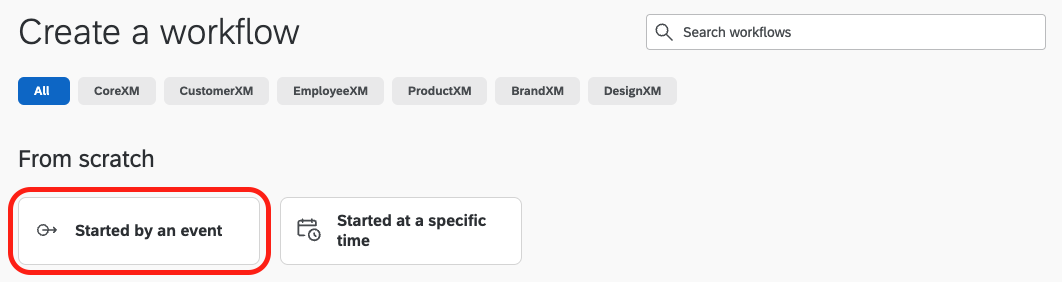 Create a workflow
Search workflows
All
CoreXM
CustomerXM
EmployeeXM
ProductXM
BrandXM
DesignXM
From scratch
Started by an event
Started at a specific
time